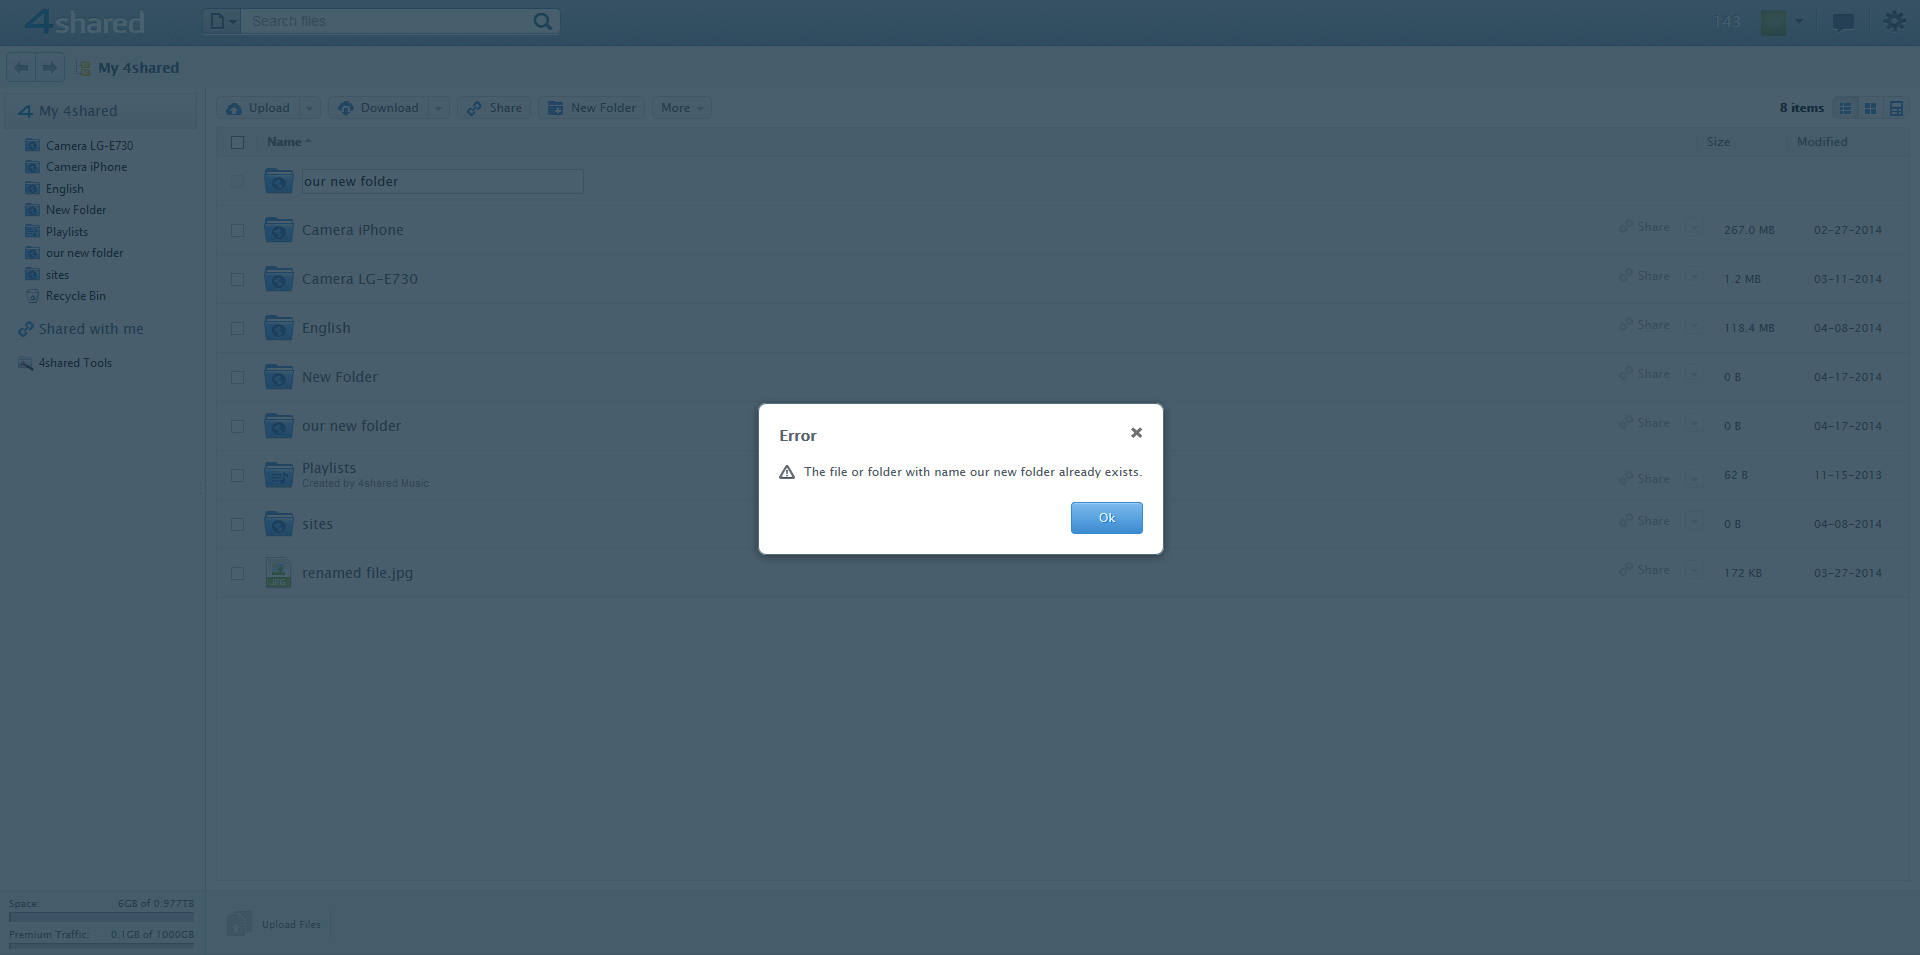 4shared
Search files
143
My 4shared
My 4shared
Camera LG-E730
Camera iPhone
English
New Folder
Playlists
our new folder
sites
Recycle Bin
Shared with me
4shared Tools
Upload Download Share New Folder More
8 items
Name Size Modified
our new folder
Camera iPhone Share 267.0 MB 02-27-2014
Camera LG-E730 Share 1.2 MB 03-11-2014
English Share 118.4 MB 04-08-2014
New Folder Share 0 B 04-17-2014
our new folder Share 0 B 04-17-2014
Playlists Share 62 B 11-15-2013
Created by 4shared Music
sites Share 0 B 04-08-2014
JPG renamed file.jpg Share 172 KB 03-27-2014
Error
The file or folder with name our new folder already exists.
Ok
Space: 6GB of 0.977TB
Premium Traffic: 0.1GB of 1000GB
Upload Files